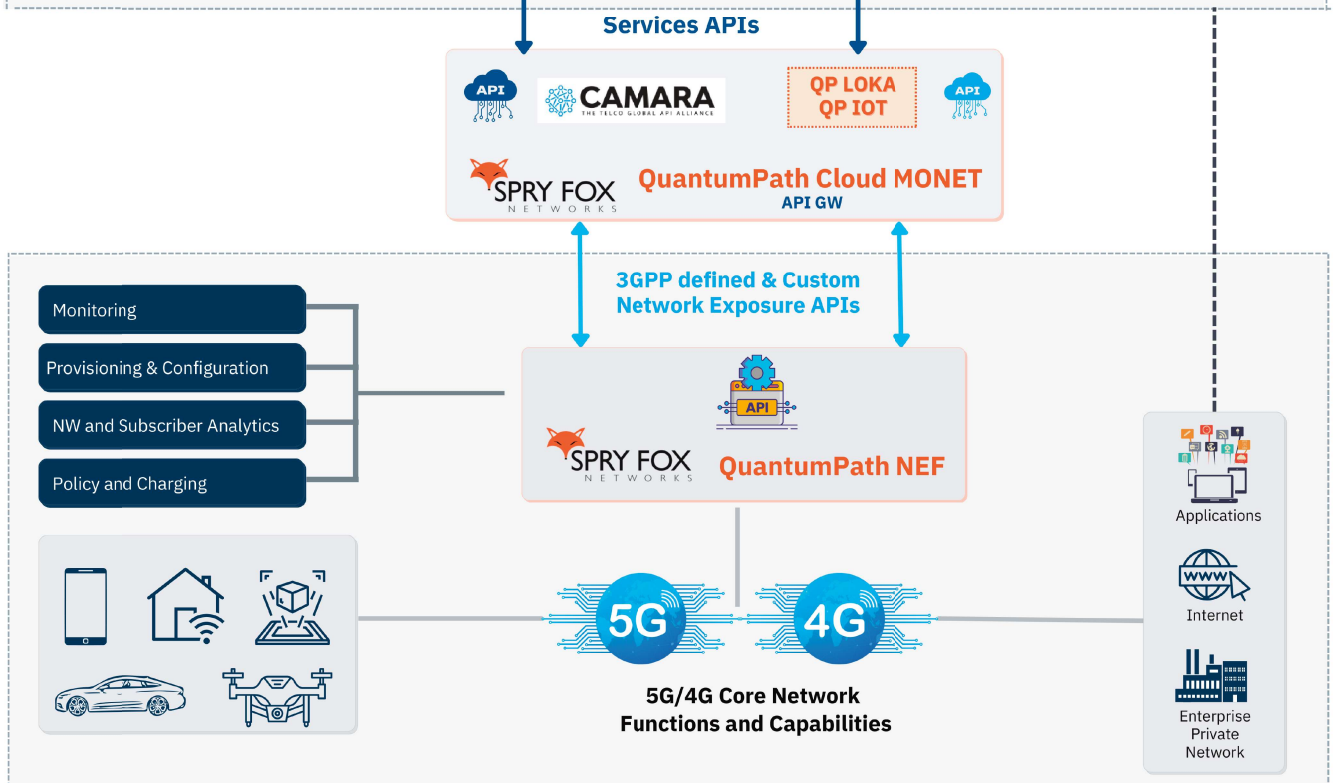 Services APIs
API
CAMARA
THE TELCO GLOBAL API ALLIANCE
QP LOKA
QP IOT
API
SPRY FOX
NETWORKS
QuantumPath Cloud MONET
API GW
3GPP defined & Custom
Network Exposure APIs
Monitoring
Provisioning & Configuration
NW and Subscriber Analytics
Policy and Charging
API
SPRY FOX
NETWORKS
QuantumPath NEF
Applications
www
Internet
Enterprise
Private
Network
5G
4G
5G/4G Core Network
Functions and Capabilities